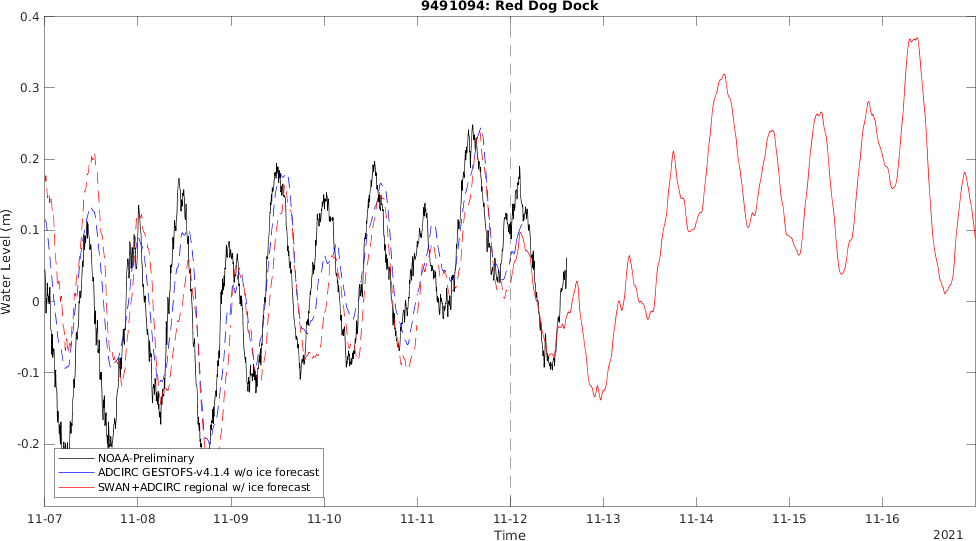 9491094: Red Dog Dock
0.4
0.3
0.2
0.1
0
-0.1
-0.2
Water Level (m)
NOAA-Preliminary
ADCIRC GESTOFS-v4.1.4 w/o ice forecast
SWAN+ADCIRC regional w/ ice forecast
11-07 11-08 11-09 11-10 11-11 11-12 11-13 11-14 11-15 11-16
Time
2021